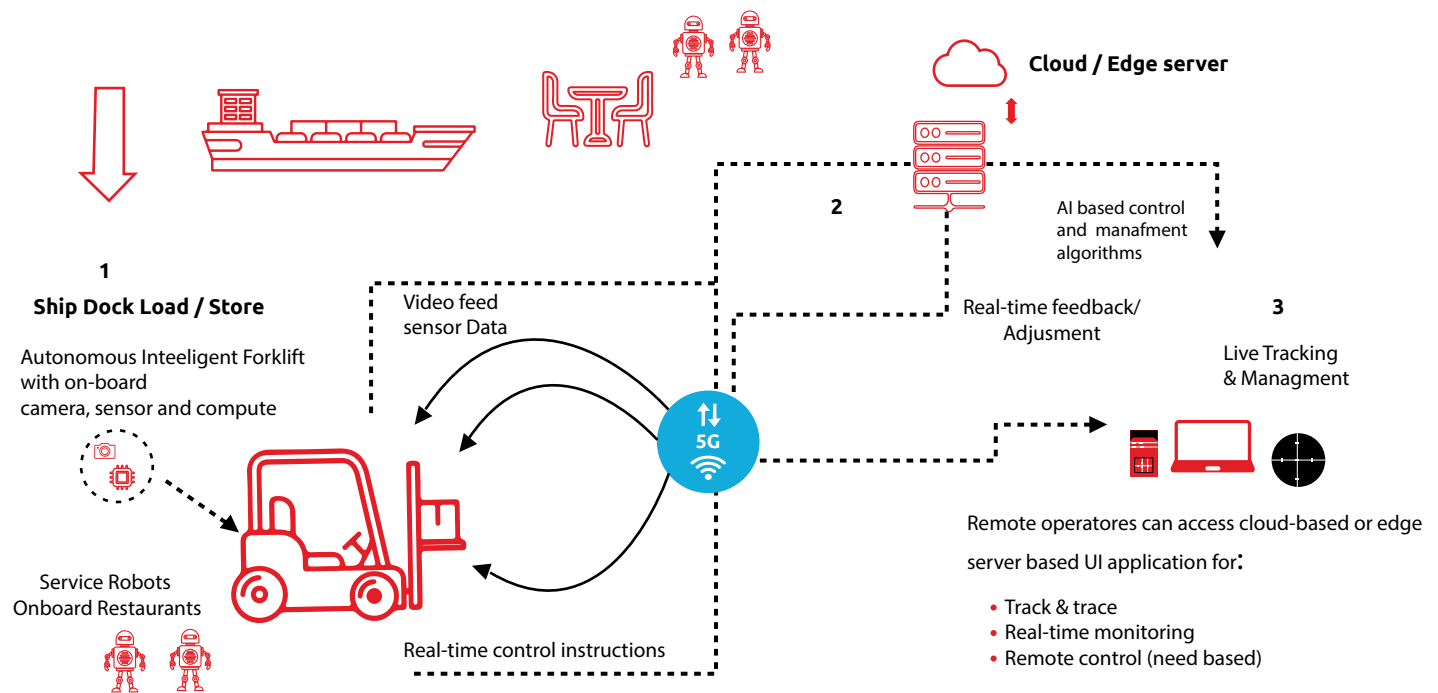 Cloud / Edge server
2
AI based control
and manafment
algorithms
1
Ship Dock Load / Store
Autonomous Inteeligent Forklift
with on-board
camera, sensor and compute
Video feed
sensor Data
Real-time feedback/
Adjusment
3
Live Tracking
& Managment
5G
Service Robots
Onboard Restaurants
Real-time control instructions
Remote operatores can access cloud-based or edge
server based UI application for:
• Track & trace
• Real-time monitoring
• Remote control (need based)